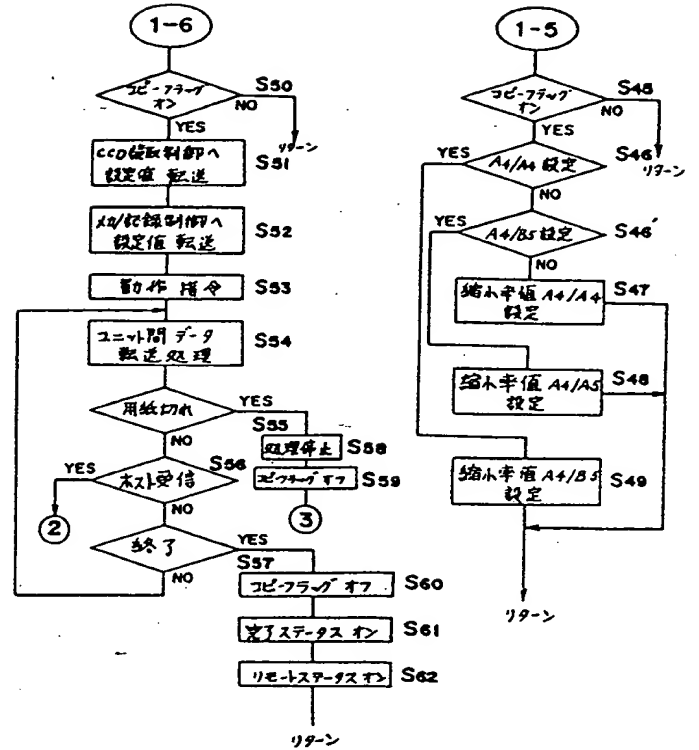 1-6
コピーフラッグ
オン
S50
NO
YES
リターン
CCD読取制御へ
設定値 転送
S51
メカ/記録制御へ
設定値 転送
S52
動作 指令
S53
ユニット間 データ
転送処理
S54
用紙切れ
YES
S55
NO
処理停止
S58
コピフラッグ オフ
S59
3
ホスト受信
S56
YES
NO
2
終了
YES
S57
NO
コピーフラッグ オフ
S60
完了ステータス オン
S61
リモートステータス オン
S62
リターン
1-5
コピーフラッグ
オン
S45
NO
YES
リターン
A4/A4 設定
S46
YES
NO
A4/B5 設定
S46'
YES
NO
縮小率値 A4/A4
設定
S47
縮小率値 A4/A5
設定
S48
縮小率値 A4/B5
設定
S49
リターン